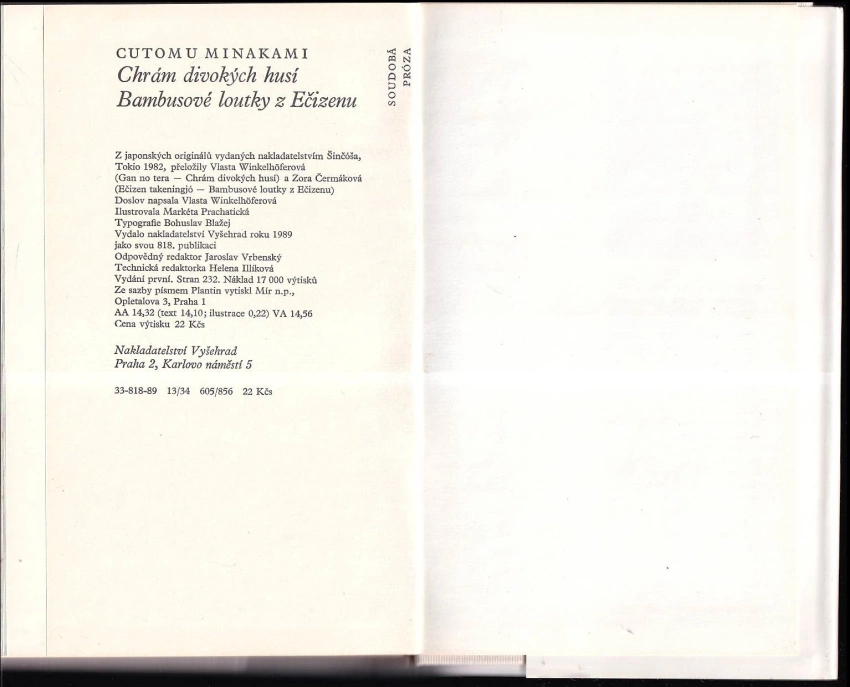 CUTOMU MINAKAMI
Chrám divokých husí
Bambusové loutky z Ečizenu
SOUDOBÁ
PRÓZA
Z japonských originálů vydaných nakladatelstvím Šinčóša,
Tokio 1982, přeložily Vlasta Winkelhöferová
(Gan no tera — Chrám divokých husí) a Zora Čermáková
(Ečizen takeningjó — Bambusové loutky z Ečizenu)
Doslov napsala Vlasta Winkelhöferová
Ilustrovala Markéta Prachatická
Typografie Bohuslav Blažej
Vydalo nakladatelství Vyšehrad roku 1989
jako svou 818. publikaci
Odpovědný redaktor Jaroslav Vrbenský
Technická redaktorka Helena Illíková
Vydání první. Stran 232. Náklad 17 000 výtisků
Ze sazby písmem Plantin vytiskl Mír n.p.,
Opletalova 3, Praha 1
AA 14,32 (text 14,10; ilustrace 0,22) VA 14,56
Cena výtisku 22 Kčs
Nakladatelství Vyšehrad
Praha 2, Karlovo náměstí 5
33-818-89 13/34 605/856 22 Kčs